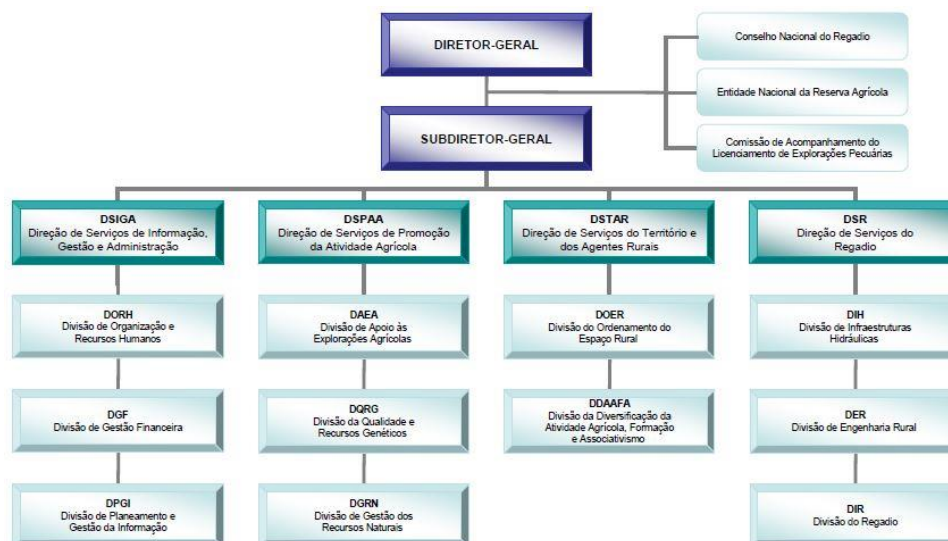 DIRETOR-GERAL
Conselho Nacional do Regadio
Entidade Nacional da Reserva Agrícola
SUBDIRETOR-GERAL
Comissão de Acompanhamento do
Licenciamento de Explorações Pecuárias
DSIGA
Direção de Serviços de Informação,
Gestão e Administração
DSPAA
Direção de Serviços de Promoção
da Atividade Agrícola
DSTAR
Direção de Serviços do Território e
dos Agentes Rurais
DSR
Direção de Serviços do
Regadio
DORH
Divisão de Organização e
Recursos Humanos
DAEA
Divisão de Apoio às
Explorações Agrícolas
DOER
Divisão do Ordenamento do
Espaço Rural
DIH
Divisão de Infraestruturas
Hidráulicas
DGF
Divisão de Gestão Financeira
DQRG
Divisão da Qualidade e
Recursos Genéticos
DDAAFA
Divisão da Diversificação da
Atividade Agrícola, Formação
e Associativismo
DER
Divisão de Engenharia Rural
DPGI
Divisão de Planeamento e
Gestão da Informação
DGRN
Divisão de Gestão dos
Recursos Naturais
DIR
Divisão do Regadio